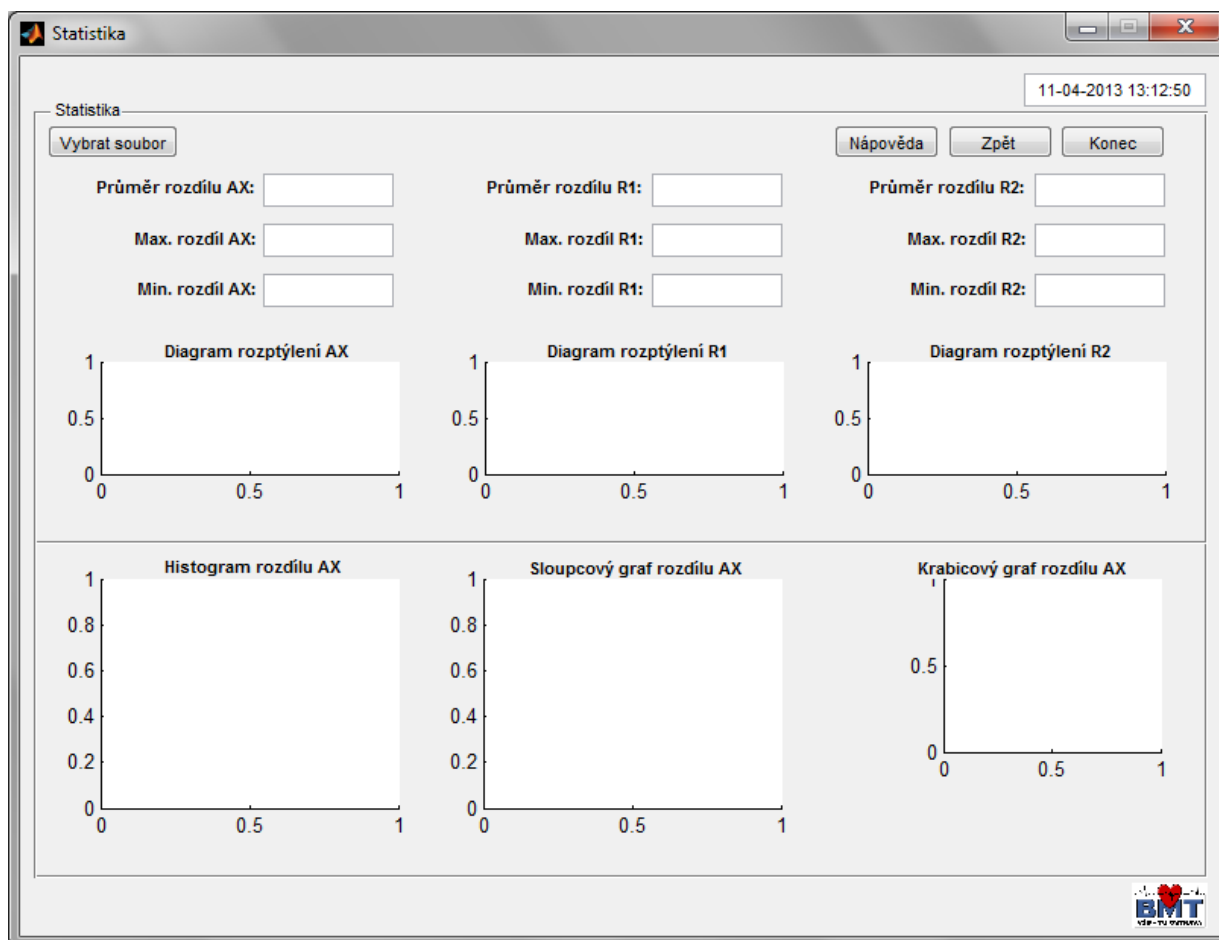 Statistika
11-04-2013 13:12:50
Statistika
Vybrat soubor
Nápověda
Zpět
Konec
Průměr rozdílu AX:
Průměr rozdílu R1:
Průměr rozdílu R2:
Max. rozdíl AX:
Max. rozdíl R1:
Max. rozdíl R2:
Min. rozdíl AX:
Min. rozdíl R1:
Min. rozdíl R2:
Diagram rozptýlení AX
1
0.5
0
0 0.5 1
Diagram rozptýlení R1
1
0.5
0
0 0.5 1
Diagram rozptýlení R2
1
0.5
0
0 0.5 1
Histogram rozdílu AX
1
0.8
0.6
0.4
0.2
0
0 0.5 1
Sloupcový graf rozdílu AX
1
0.8
0.6
0.4
0.2
0
0 0.5 1
Krabicový graf rozdílu AX
1
0.5
0
0 0.5 1
BMT